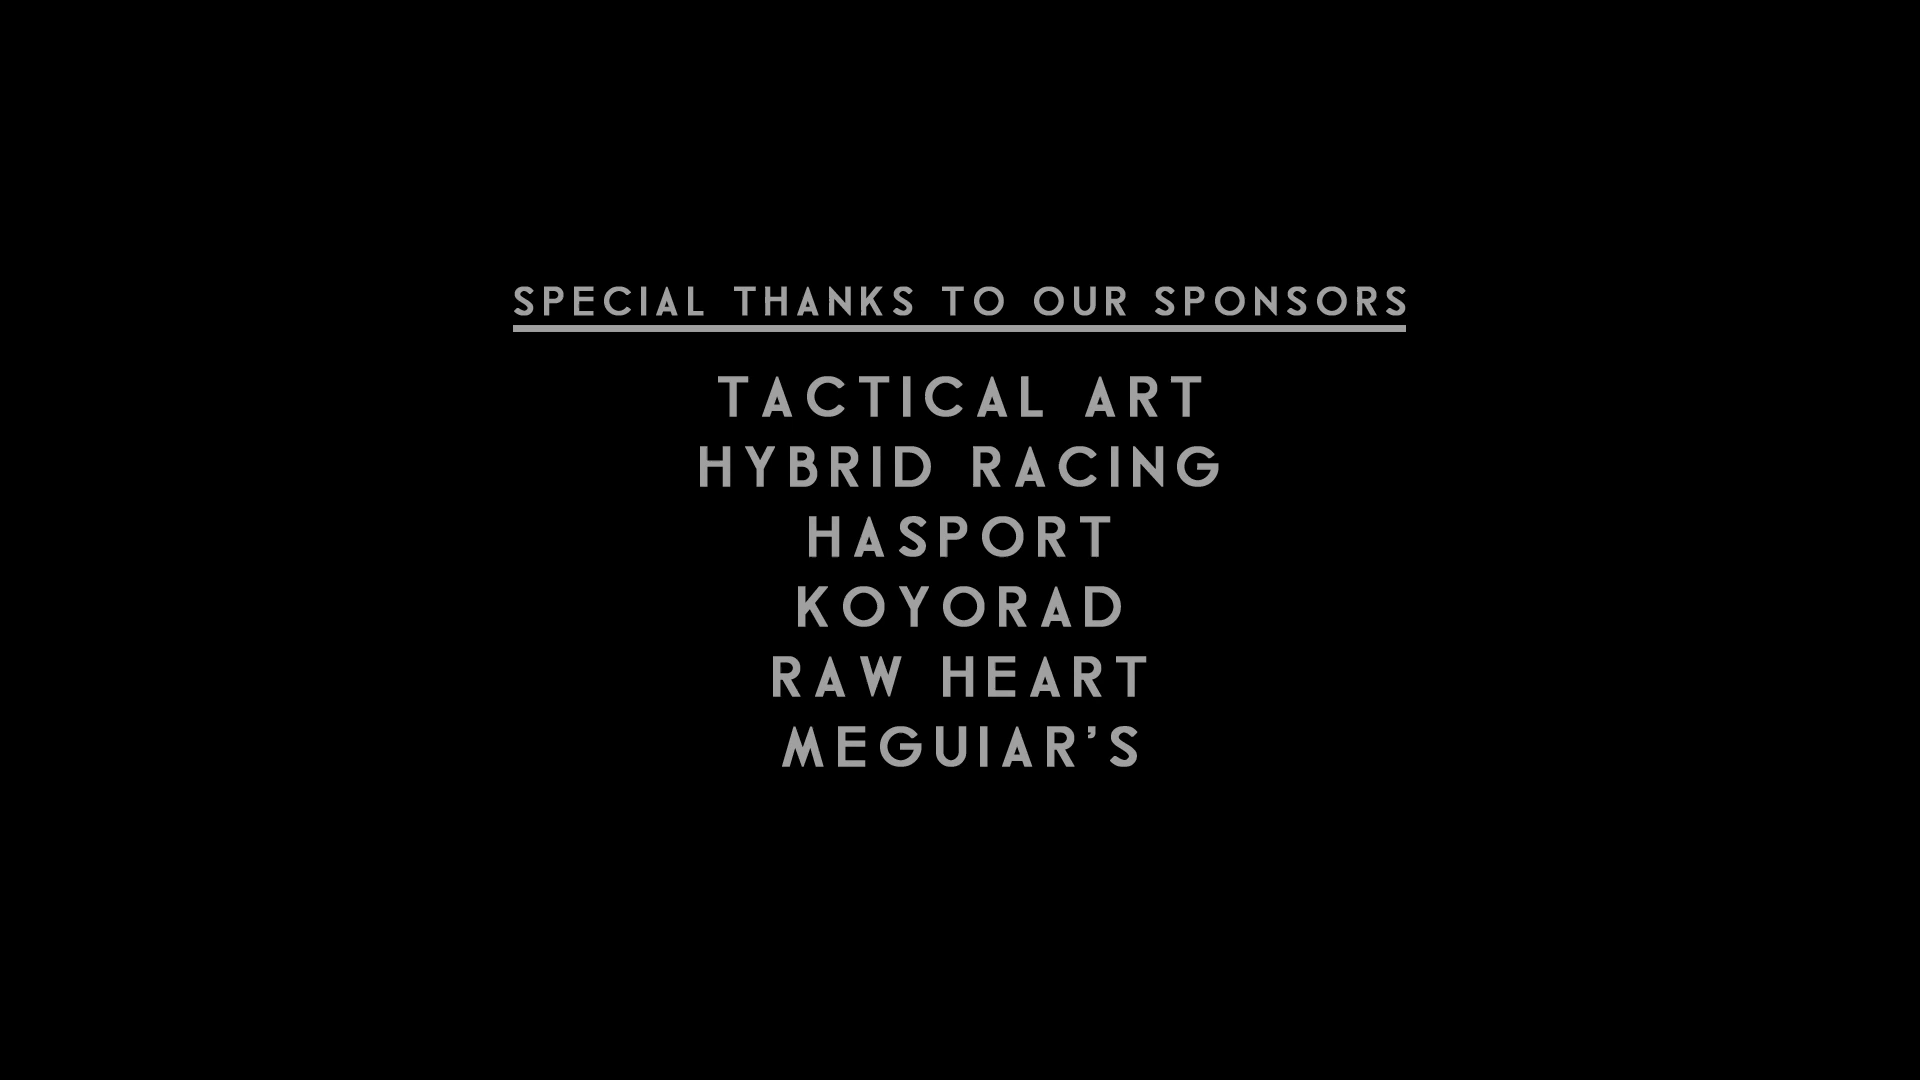 SPECIAL THANKS TO OUR SPONSORS
TACTICAL ART
HYBRID RACING
HASPORT
KOYORAD
RAW HEART
MEGUIAR'S